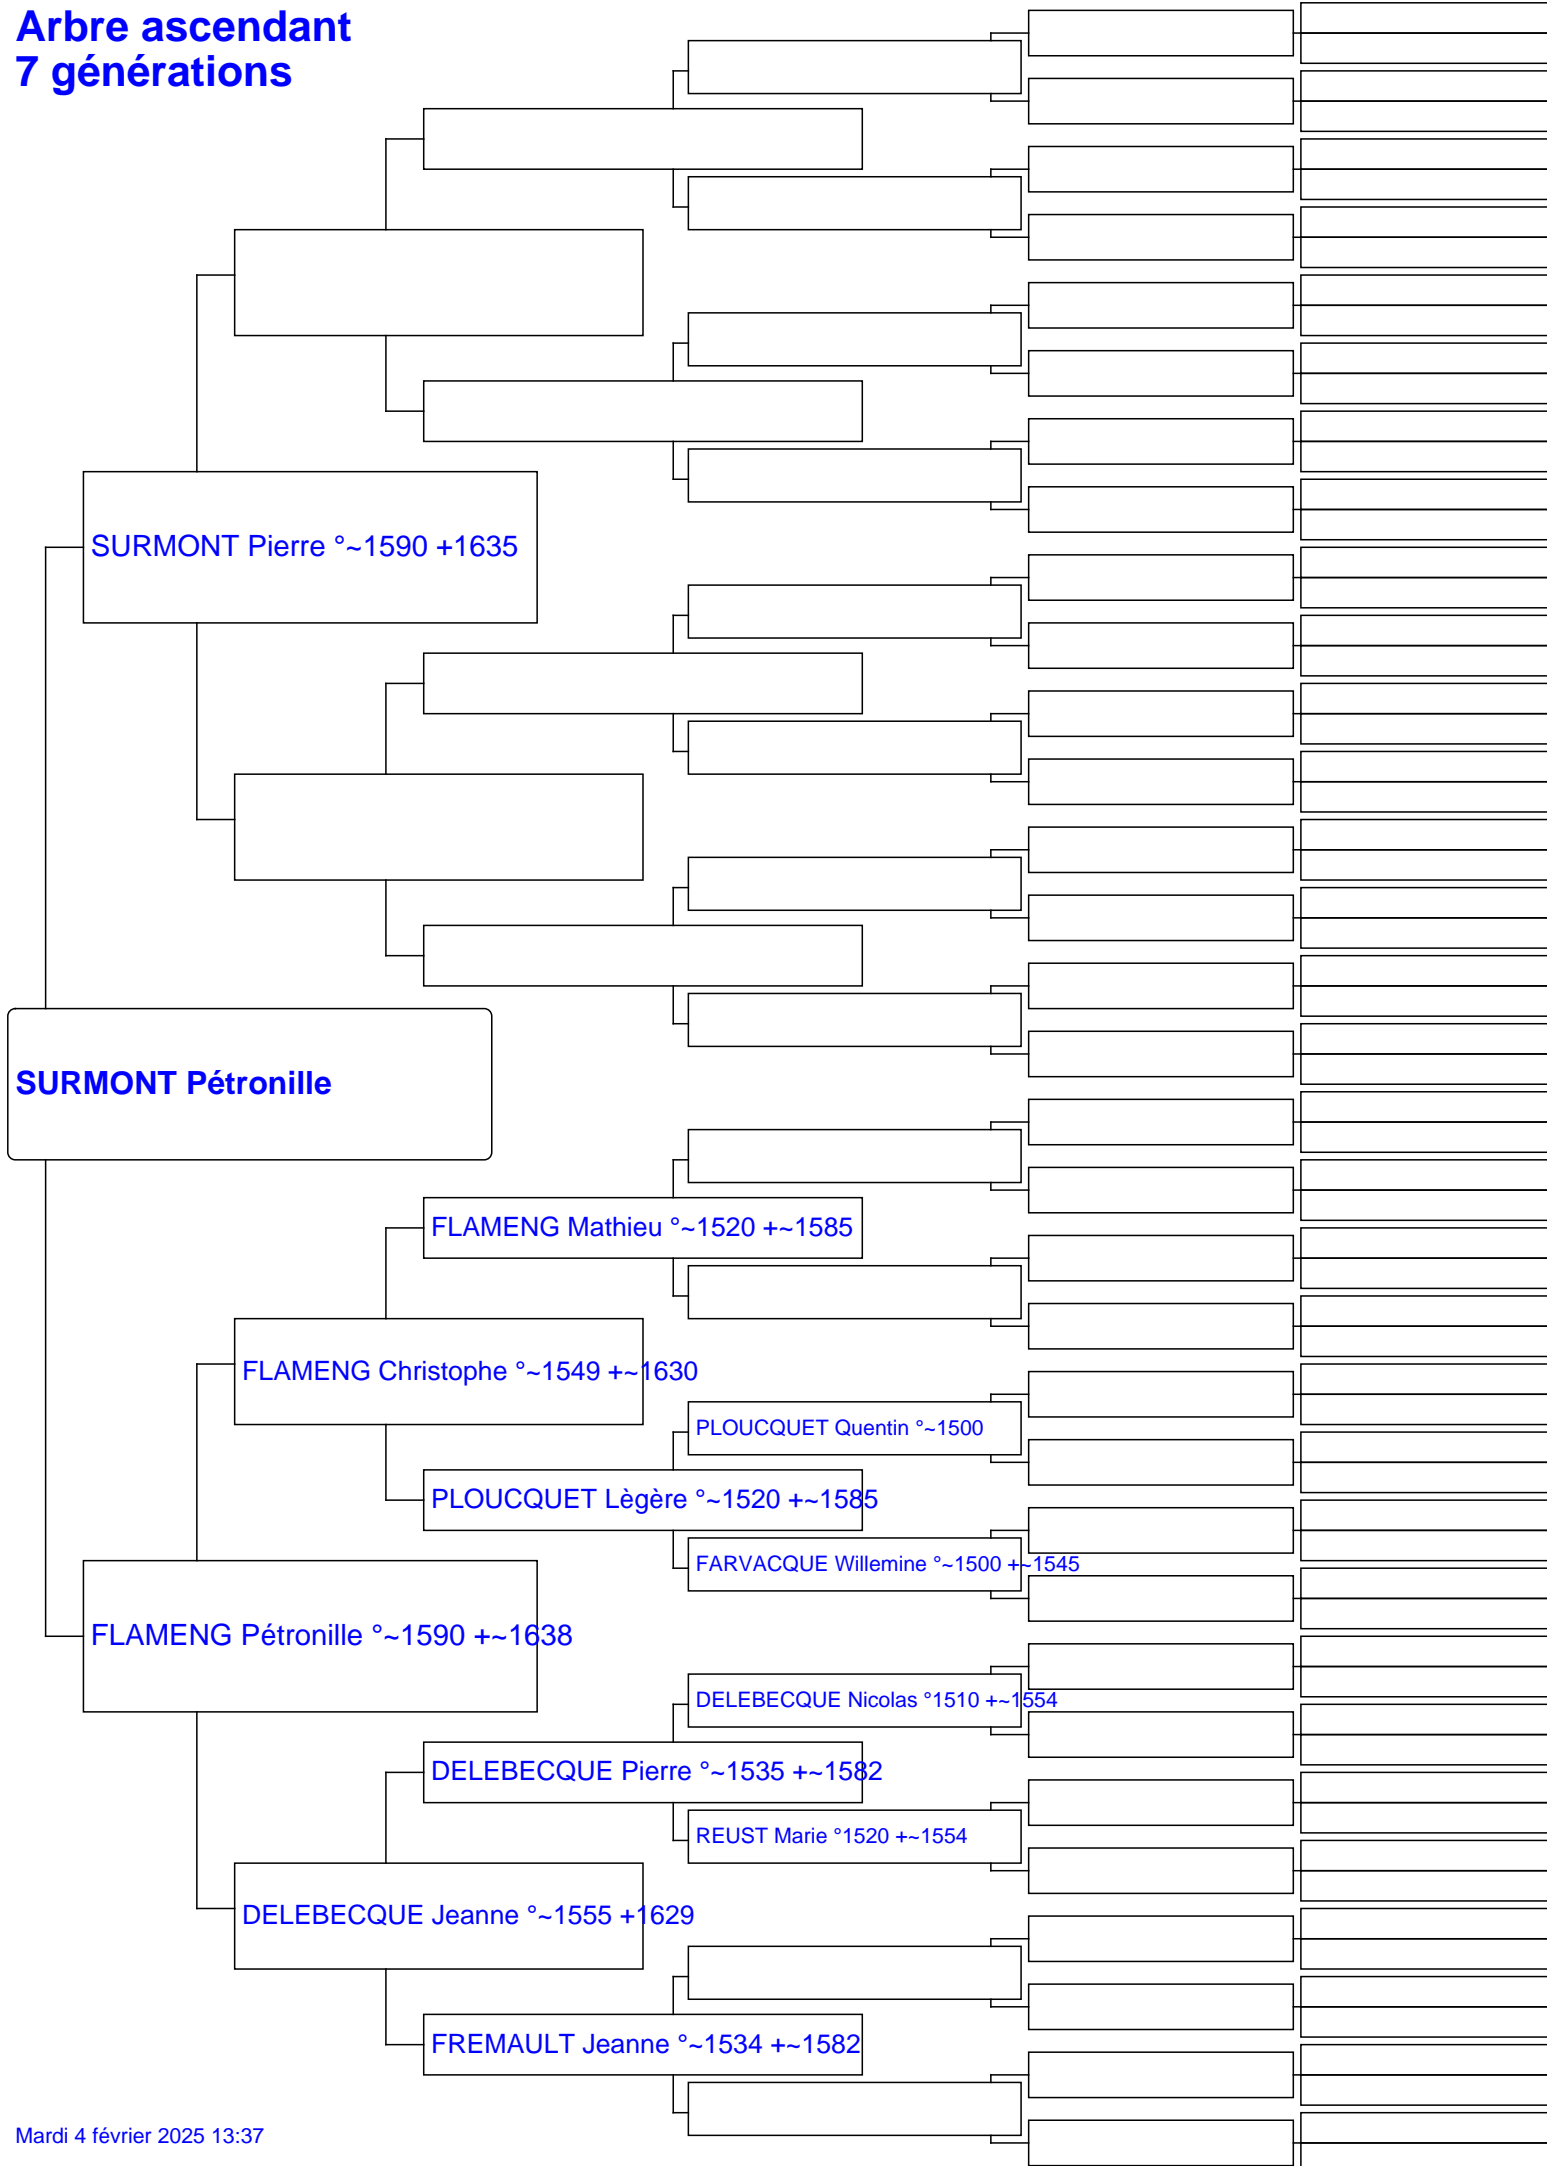 Arbre ascendant
7 générations
SURMONT Pierre °~1590 +1635
SURMONT Pétronille
FLAMENG Mathieu °~1520 +~1585
FLAMENG Christophe °~1549 +~1630
PLOUCQUET Quentin °~1500
PLOUCQUET Lègère °~1520 +~1585
FARVACQUE Willemine °~1500 +~1545
FLAMENG Pétronille °~1590 +~1638
DELEBECQUE Nicolas °1510 +~1554
DELEBECQUE Pierre °~1535 +~1582
REUST Marie °1520 +~1554
DELEBECQUE Jeanne °~1555 +1629
FREMAULT Jeanne °~1534 +~1582
Mardi 4 février 2025 13:37